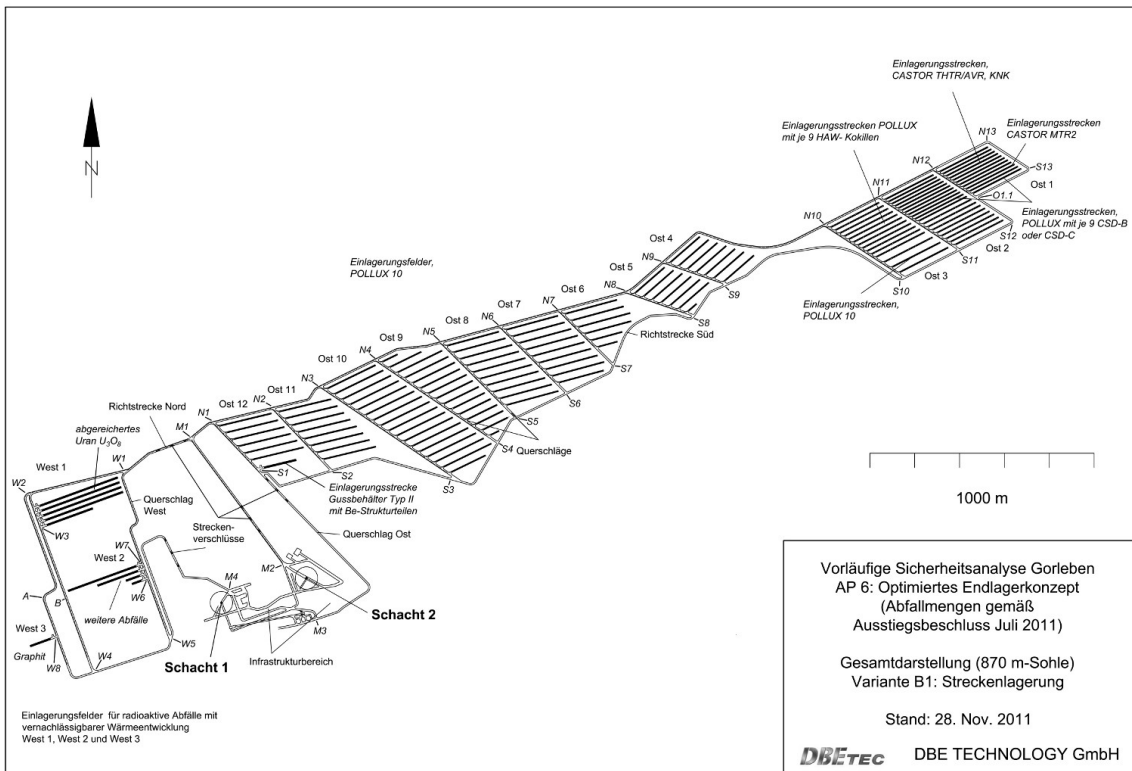 Einlagerungsstrecken,
CASTOR THTR/AVR, KNK
Einlagerungsstrecken POLLUX
mit je 9 HAW- Kokillen
N13
Einlagerungsstrecken
CASTOR MTR2
N
N12
S13
Ost 1
N11
O1.1
Einlagerungsstrecken,
POLLUX mit je 9 CSD-B
oder CSD-C
N10
S12
Ost 2
S11
Ost 3
S10
Einlagerungsstrecken,
POLLUX 10
Einlagerungsfelder,
POLLUX 10
Ost 4
N9
Ost 5
N8
S9
S8
Ost 6
N7
Richtstrecke Süd
Ost 7
N6
S7
Ost 8
N5
S6
Ost 9
N4
S5
Querschläge
Ost 10
N3
S4
S3
Ost 11
N2
Ost 12
N1
S2
S1
Einlagerungsstrecke
Gussbehälter Typ II
mit Be-Strukturteilen
Richtstrecke Nord
M1
abgereichertes
Uran U3O8
West 1
W1
W2
Querschlag
West
W3
Strecken-
verschlüsse
Querschlag Ost
W7
West 2
W6
M4
M2
A
B
weitere Abfälle
Schacht 2
M3
West 3
W5
Graphit
W8
W4
Schacht 1
Infrastrukturbereich
1000 m
Einlagerungsfelder für radioaktive Abfälle mit
vernachlässigbarer Wärmeentwicklung
West 1, West 2 und West 3
Vorläufige Sicherheitsanalyse Gorleben
AP 6: Optimiertes Endlagerkonzept
(Abfallmengen gemäß
Ausstiegsbeschluss Juli 2011)
Gesamtdarstellung (870 m-Sohle)
Variante B1: Streckenlagerung
Stand: 28. Nov. 2011
DBETEC DBE TECHNOLOGY GmbH